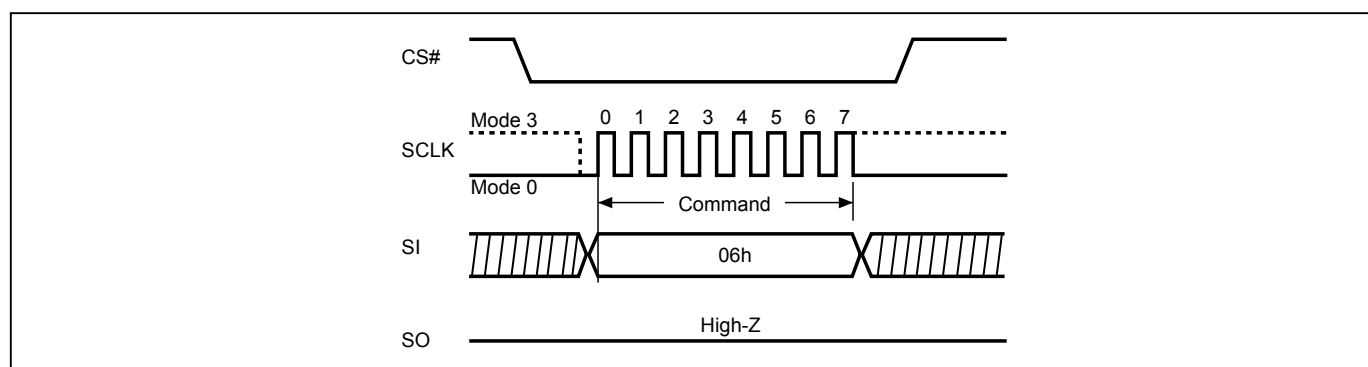 CS#
Mode 3
0 1 2 3 4 5 6 7
SCLK
Mode 0
Command
SI
06h
High-Z
SO